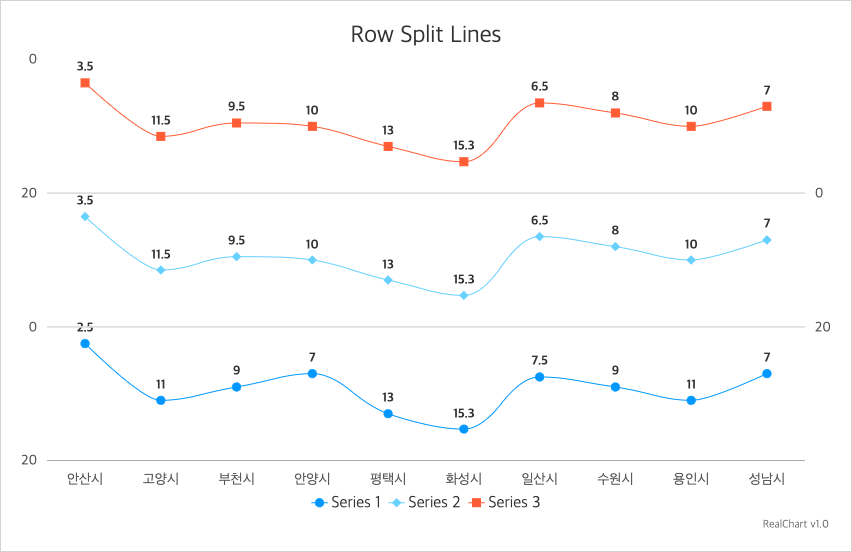 Row Split Lines
0
3.5 11.5 9.5 10 13 15.3 6.5 8 10 7
20 0
3.5 11.5 9.5 10 13 15.3 6.5 8 10 7
0 20
2.5 11 9 7 13 15.3 7.5 9 11 7
20
안산시 고양시 부천시 안양시 평택시 화성시 일산시 수원시 용인시 성남시
Series 1 Series 2 Series 3
RealChart v1.0